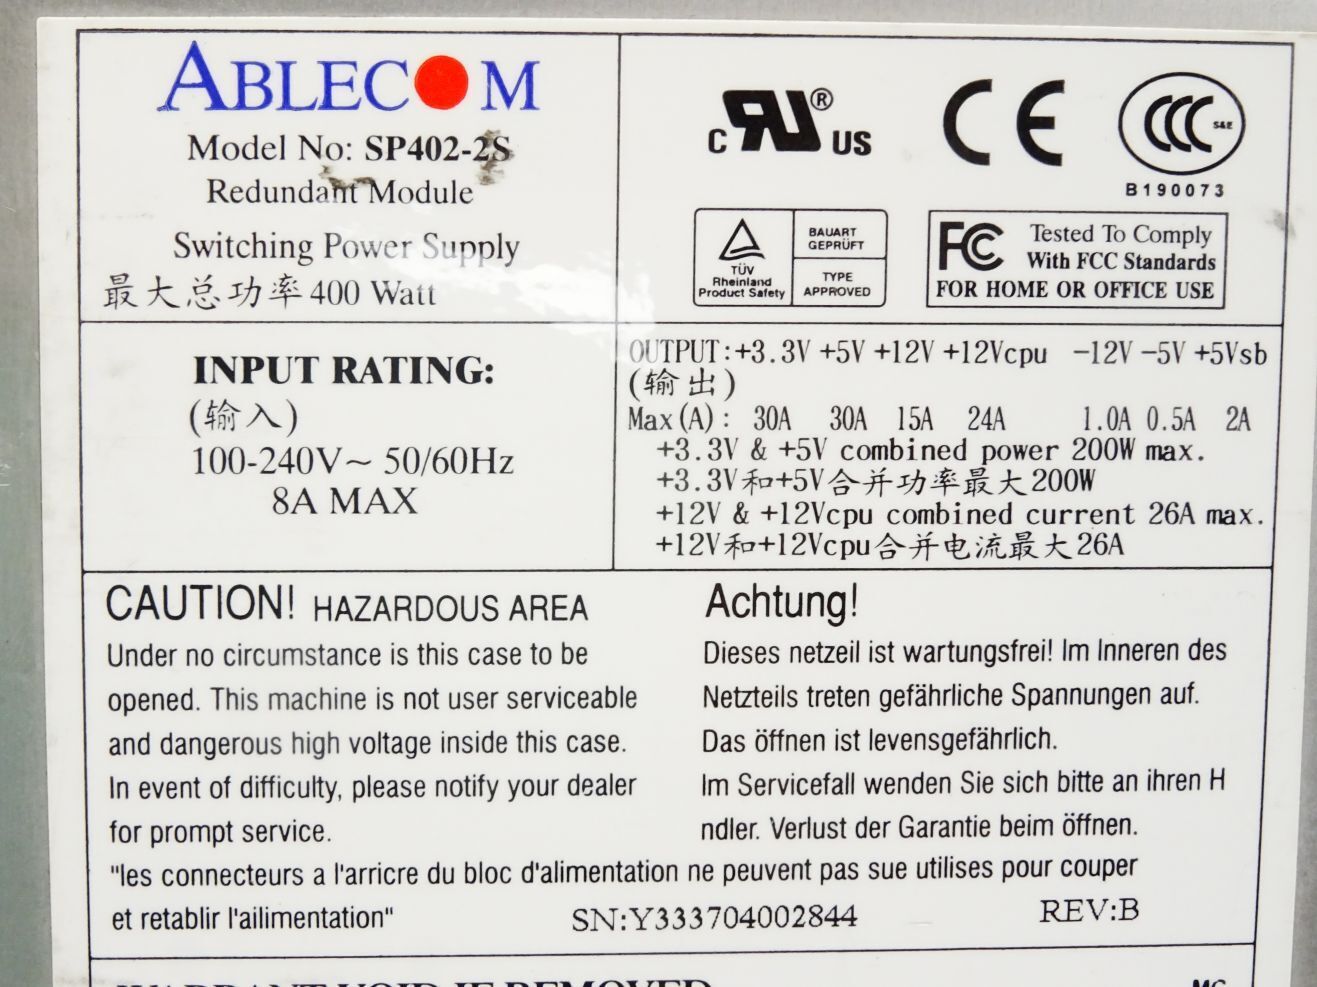 ABLECOM
Model No: SP402-2S
Redundant Module
Switching Power Supply
最大总功率400 Watt
c RU ® US
CE
CCC S&E
B190073
TÜV
Rheinland
Product Safety
BAUART
GEPRÜFT
TYPE
APPROVED
FC Tested To Comply
With FCC Standards
FOR HOME OR OFFICE USE
INPUT RATING:
(输入)
100-240V~ 50/60Hz
8A MAX
OUTPUT:+3.3V +5V +12V +12Vcpu -12V -5V +5Vsb
(输出)
Max(A): 30A 30A 15A 24A 1.0A 0.5A 2A
+3.3V & +5V combined power 200W max.
+3.3V和+5V合并功率最大200W
+12V & +12Vcpu combined current 26A max.
+12V和+12Vcpu合并电流最大26A
CAUTION! HAZARDOUS AREA
Under no circumstance is this case to be
opened. This machine is not user serviceable
and dangerous high voltage inside this case.
In event of difficulty, please notify your dealer
for prompt service.
Achtung!
Dieses netzeil ist wartungsfrei! Im Inneren des
Netzteils treten gefährliche Spannungen auf.
Das öffnen ist levensgefährlich.
Im Servicefall wenden Sie sich bitte an ihren H
ndler. Verlust der Garantie beim öffnen.
"les connecteurs a l'arricre du bloc d'alimentation ne peuvent pas sue utilises pour couper
et retablir l'ailimentation"
SN:Y333704002844
REV:B
WARRANT VOID IF REMOVED